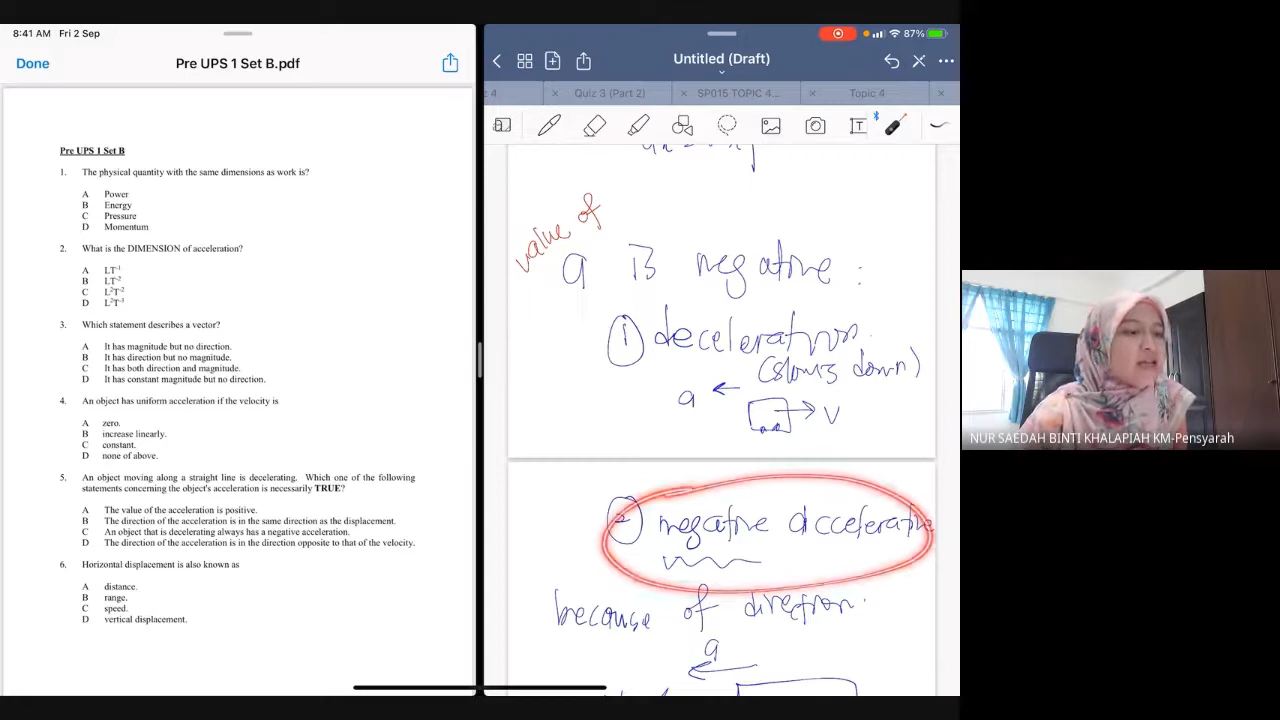 8:41 AM Fri 2 Sep
Done
Pre UPS 1 Set B.pdf
Pre UPS 1 Set B
1. The physical quantity with the same dimensions as work is?
A Power
B Energy
C Pressure
D Momentum
2. What is the DIMENSION of acceleration?
A LT⁻¹
B LT⁻²
C L²T⁻²
D L²T⁻³
3. Which statement describes a vector?
A It has magnitude but no direction.
B It has direction but no magnitude.
C It has both direction and magnitude.
D It has constant magnitude but no direction.
4. An object has uniform acceleration if the velocity is
A zero.
B increase linearly.
C constant.
D none of above.
5. An object moving along a straight line is decelerating. Which one of the following
statements concerning the object's acceleration is necessarily TRUE?
A The value of the acceleration is positive.
B The direction of the acceleration is in the same direction as the displacement.
C An object that is decelerating always has a negative acceleration.
D The direction of the acceleration is in the direction opposite to that of the velocity.
6. Horizontal displacement is also known as
A distance.
B range.
C speed.
D vertical displacement.
87%
Untitled (Draft)
4
Quiz 3 (Part 2)
SP015 TOPIC 4...
Topic 4
value of
a is negative :
1 deceleration.
(slows down)
a
v
2 negative
because of direction.
a
NUR SAEDAH BINTI KHALAPIAH KM-Pensyarah